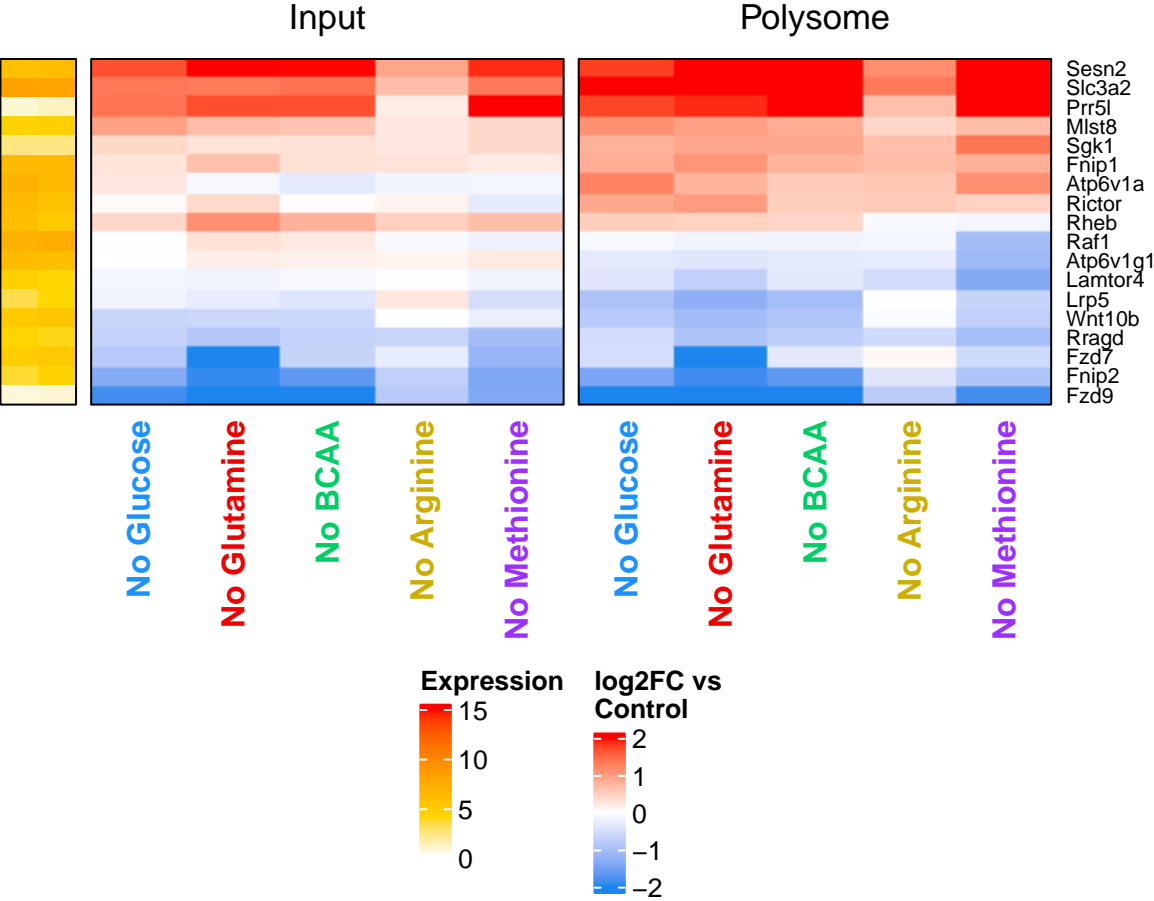 Input
Polysome
Sesn2
Slc3a2
Prr5l
Mlst8
Sgk1
Fnip1
Atp6v1a
Rictor
Rheb
Raf1
Atp6v1g1
Lamtor4
Lrp5
Wnt10b
Rragd
Fzd7
Fnip2
Fzd9
No Glucose
No Glutamine
No BCAA
No Arginine
No Methionine
No Glucose
No Glutamine
No BCAA
No Arginine
No Methionine
Expression
15
10
5
0
log2FC vs
Control
2
1
0
−1
−2